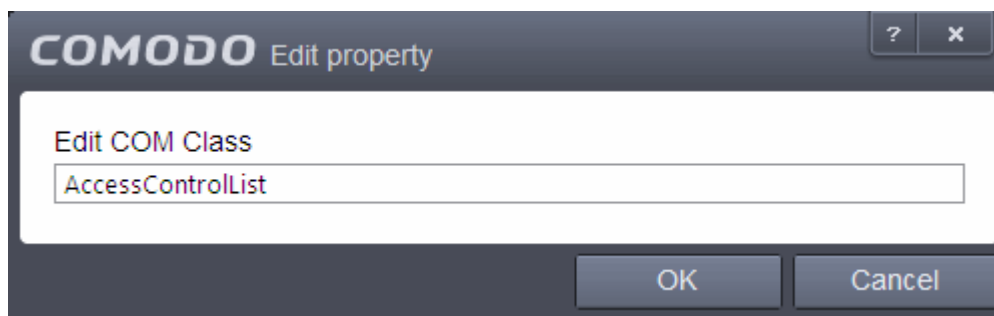 COMODO Edit property ? x
Edit COM Class
AccessControlList
OK Cancel